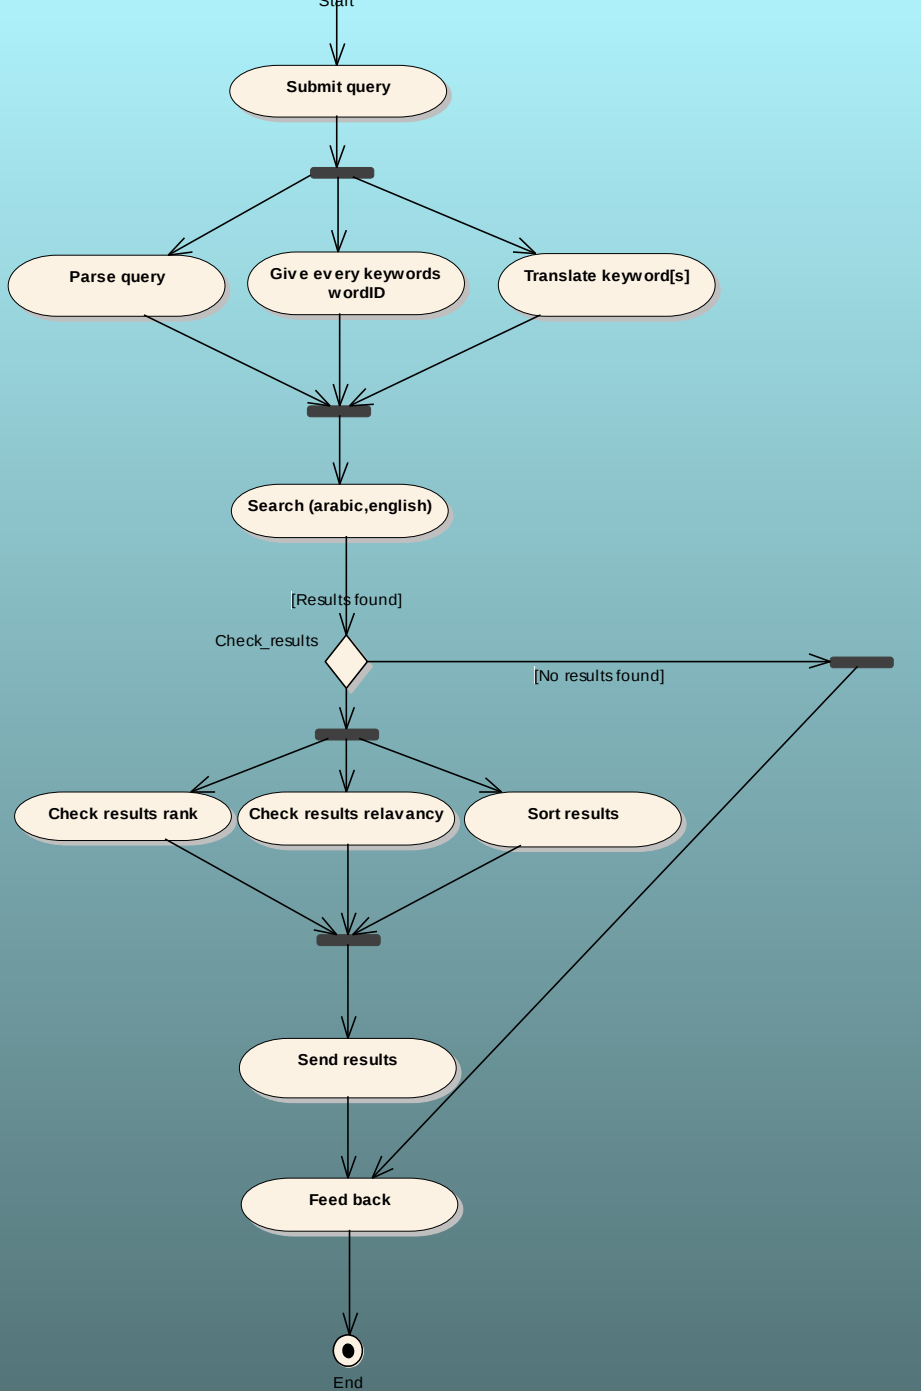 Start
Submit query
Parse query
Give every keywords
wordID
Translate keyword[s]
Search (arabic,english)
[Results found]
Check_results
[No results found]
Check results rank
Check results relavancy
Sort results
Send results
Feed back
End